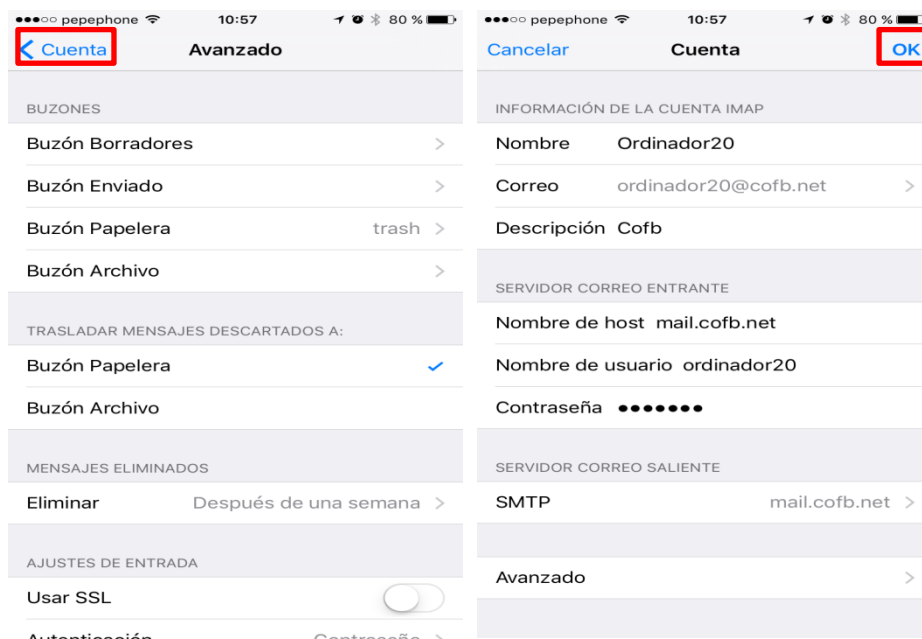 ●●●○○ pepephone 10:57 80 %
Cuenta Avanzado
BUZONES
Buzón Borradores
Buzón Enviado
Buzón Papelera trash
Buzón Archivo
TRASLADAR MENSAJES DESCARTADOS A:
Buzón Papelera
Buzón Archivo
MENSAJES ELIMINADOS
Eliminar Después de una semana
AJUSTES DE ENTRADA
Usar SSL
Autenticación Contraseña
●●●○○ pepephone 10:57 80 %
Cancelar Cuenta OK
INFORMACIÓN DE LA CUENTA IMAP
Nombre Ordinador20
Correo ordinador20@cofb.net
Descripción Cofb
SERVIDOR CORREO ENTRANTE
Nombre de host mail.cofb.net
Nombre de usuario ordinador20
Contraseña ●●●●●●●
SERVIDOR CORREO SALIENTE
SMTP mail.cofb.net
Avanzado